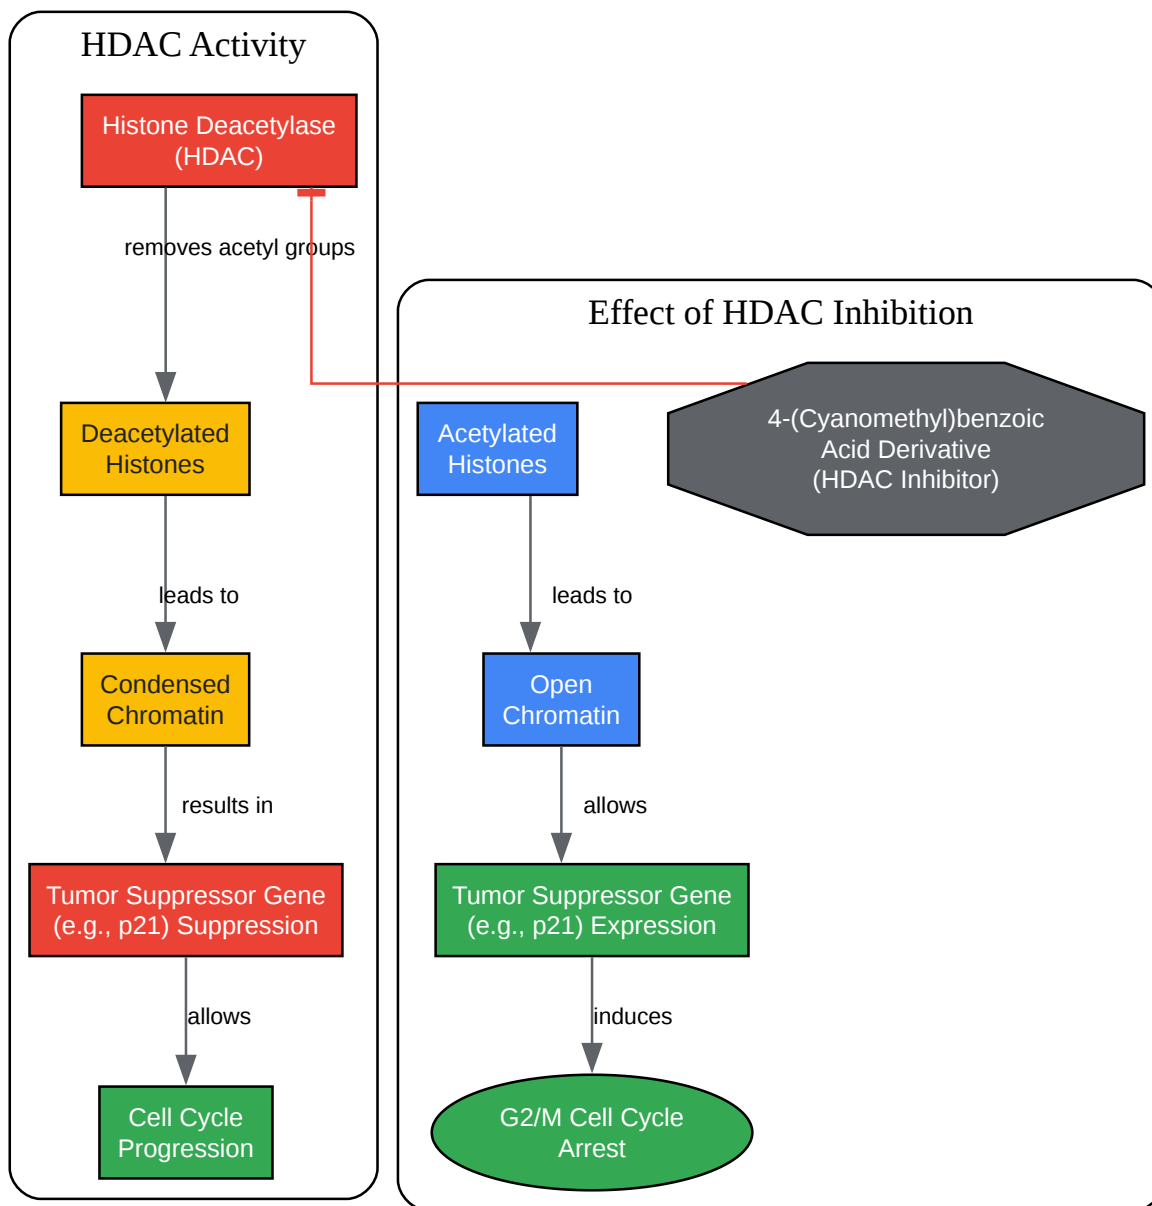 HDAC Activity
Histone Deacetylase
(HDAC)
removes acetyl groups
Deacetylated
Histones
leads to
Condensed
Chromatin
results in
Tumor Suppressor Gene
(e.g., p21) Suppression
allows
Cell Cycle
Progression
Effect of HDAC Inhibition
4-(Cyanomethyl)benzoic
Acid Derivative
(HDAC Inhibitor)
Acetylated
Histones
leads to
Open
Chromatin
allows
Tumor Suppressor Gene
(e.g., p21) Expression
induces
G2/M Cell Cycle
Arrest